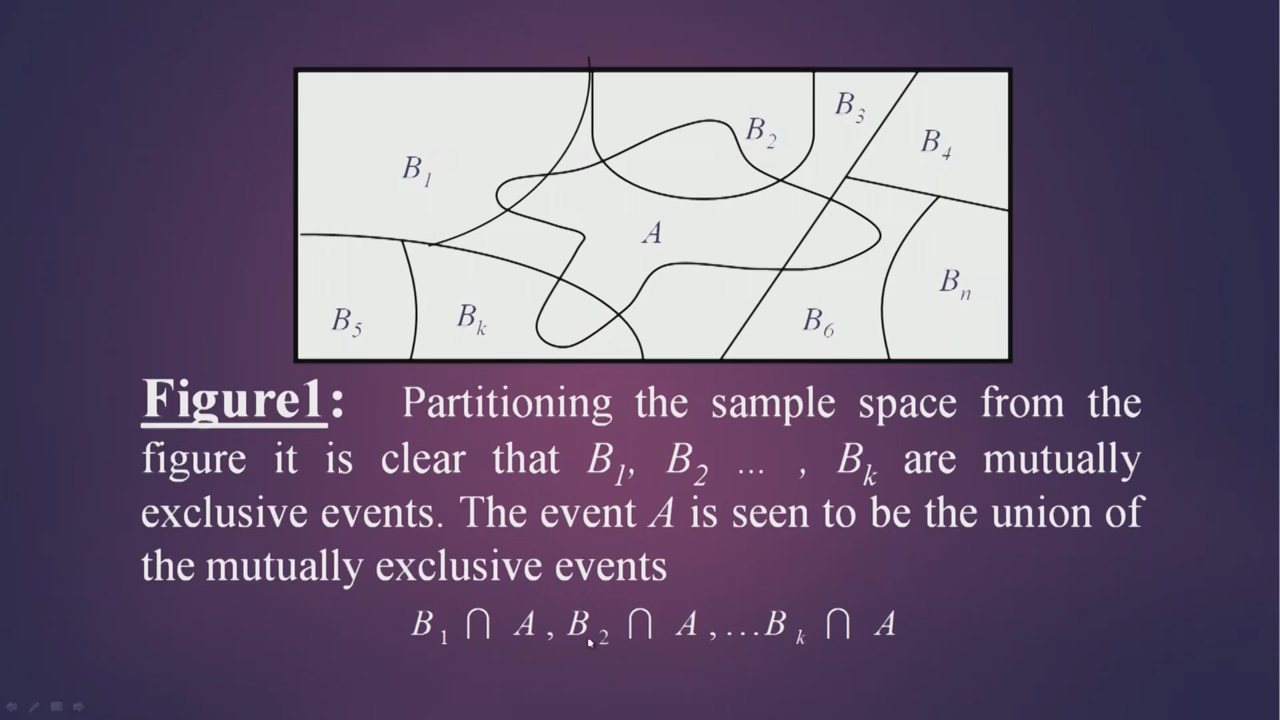 B₃
B₂
B₄
B₁
A
Bₙ
B₅
Bₖ
B₆
Figure1: Partitioning the sample space from the
figure it is clear that B₁, B₂ ... , Bₖ are mutually
exclusive events. The event A is seen to be the union of
the mutually exclusive events
B₁ ⋂ A , B₂ ⋂ A ,...Bₖ ⋂ A